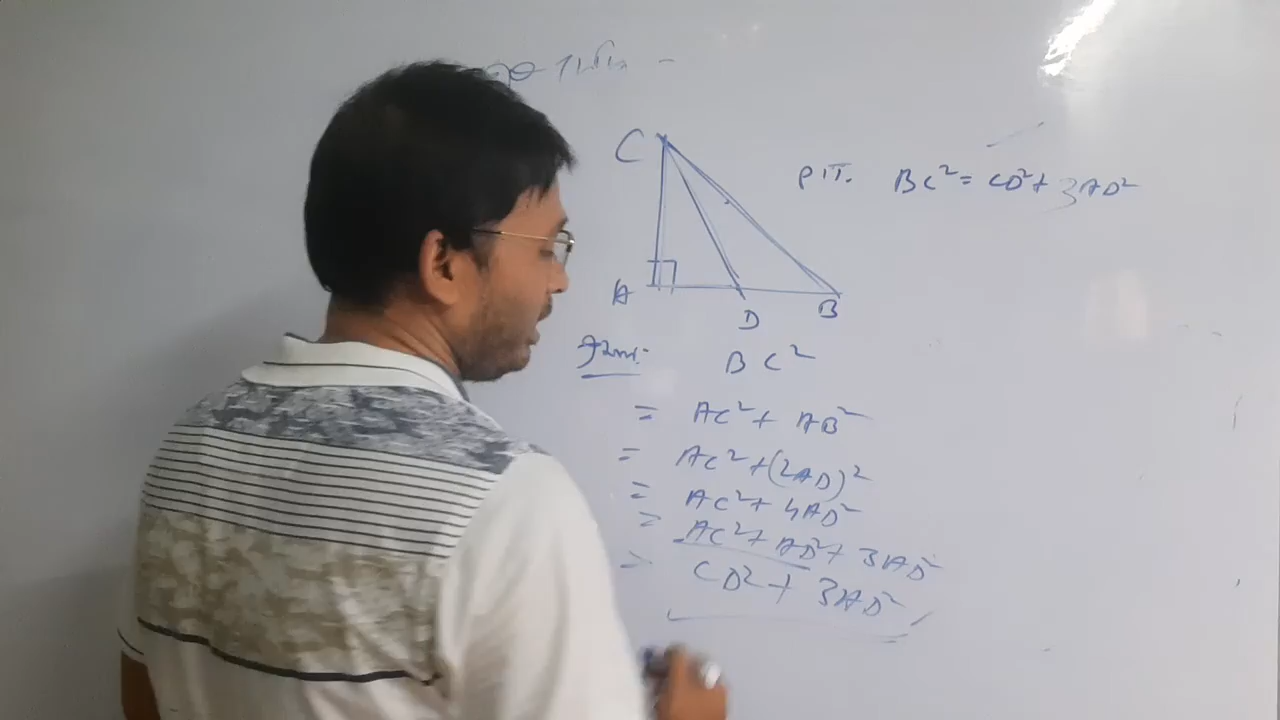 C
P.T. BC² = CD² + 3AD²
A
D
B
BC²
= AC² + AB²
= AC² + (2AD)²
= AC² + 4AD²
= AC² + AD² + 3AD²
= CD² + 3AD²